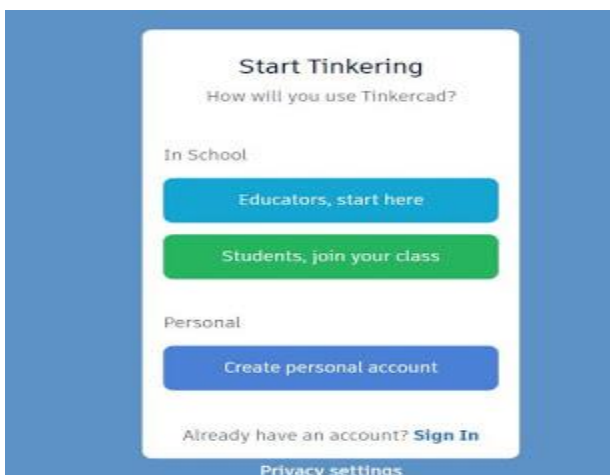 Start Tinkering
How will you use Tinkercad?
In School
Educators, start here
Students, join your class
Personal
Create personal account
Already have an account? Sign In
Privacy settings